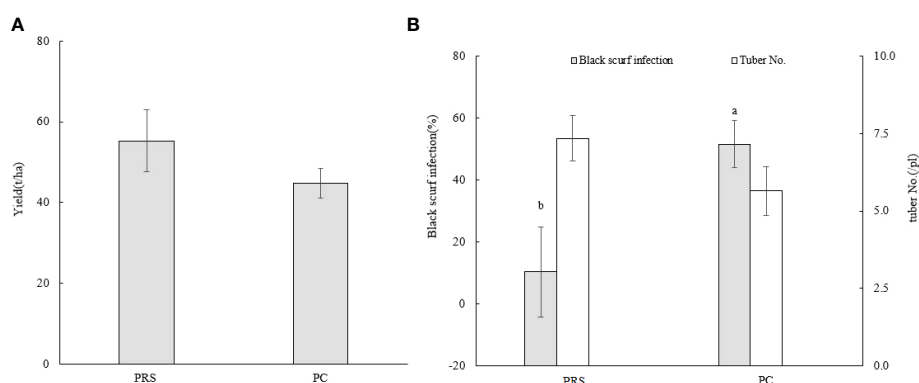 A
80
60
40
20
0
Yield(t/ha)
PRS
PC
B
Black scurf infection
Tuber No.
80
60
40
20
0
-20
Black scurf infection(%)
b
a
10.0
7.5
5.0
2.5
0.0
tuber No.(/pl)
PRS
PC